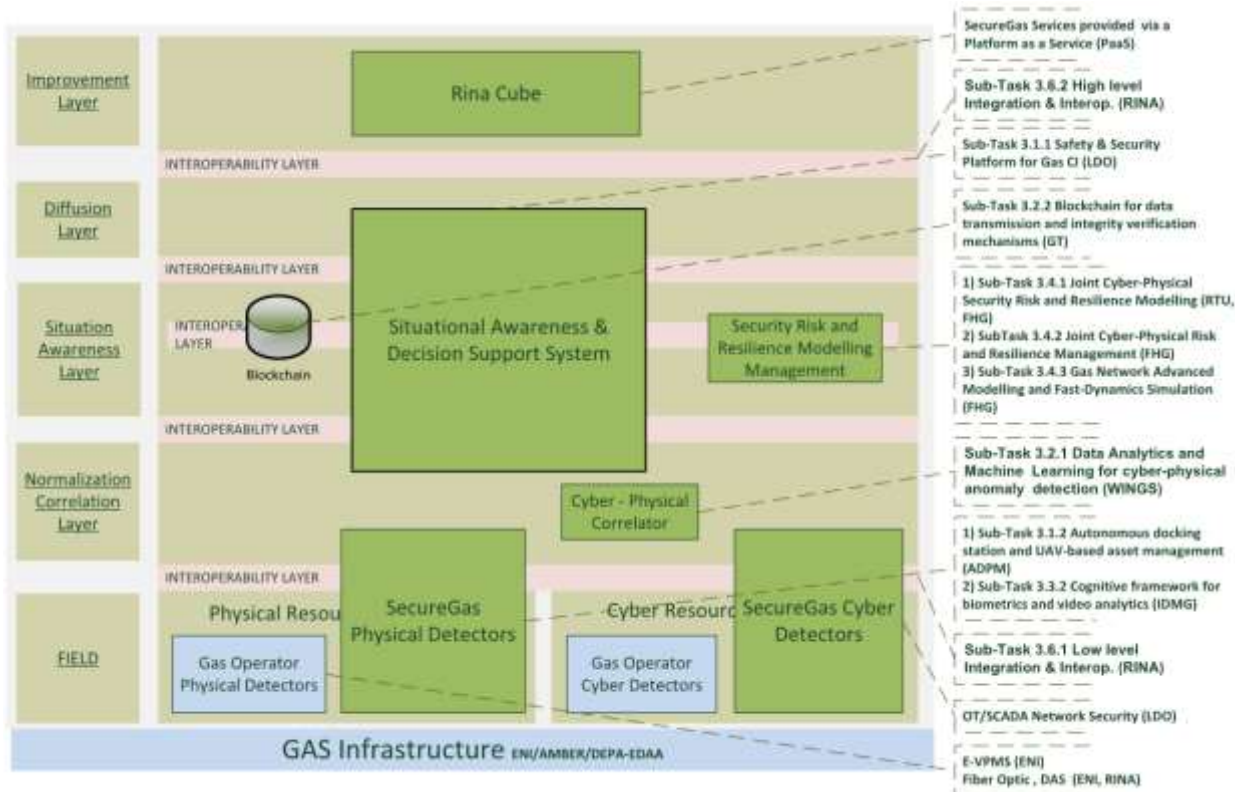 Improvement
Layer
Rina Cube
INTEROPERABILITY LAYER
Diffusion
Layer
INTEROPERABILITY LAYER
Situation
Awareness
Layer
INTEROPE
LAYER
Blockchain
Situational Awareness &
Decision Support System
Security Risk and
Resilience Modelling
Management
INTEROPERABILITY LAYER
Normalization
Correlation
Layer
Cyber - Physical
Correlator
INTEROPERABILITY LAYER
FIELD
Physical Resou
Gas Operator
Physical Detectors
SecureGas
Physical Detectors
Cyber Resourc
Gas Operator
Cyber Detectors
SecureGas Cyber
Detectors
GAS Infrastructure ENI/AMBER/DEPA-EDAA
SecureGas Sevices provided via a
Platform as a Service (PaaS)
Sub-Task 3.6.2 High level
Integration & Interop. (RINA)
Sub-Task 3.1.1 Safety & Security
Platform for Gas CI (LDO)
Sub-Task 3.2.2 Blockchain for data
transmission and integrity verification
mechanisms (GT)
1) Sub-Task 3.4.1 Joint Cyber-Physical
Security Risk and Resilience Modelling (RTU,
FHG)
2) SubTask 3.4.2 Joint Cyber-Physical Risk
and Resilience Management (FHG)
3) Sub-Task 3.4.3 Gas Network Advanced
Modelling and Fast-Dynamics Simulation
(FHG)
Sub-Task 3.2.1 Data Analytics and
Machine Learning for cyber-physical
anomaly detection (WINGS)
1) Sub-Task 3.1.2 Autonomous docking
station and UAV-based asset management
(ADPM)
2) Sub-Task 3.3.2 Cognitive framework for
biometrics and video analytics (IDMG)
Sub-Task 3.6.1 Low level
Integration & Interop. (RINA)
OT/SCADA Network Security (LDO)
E-VPMS (ENI)
Fiber Optic , DAS (ENI, RINA)